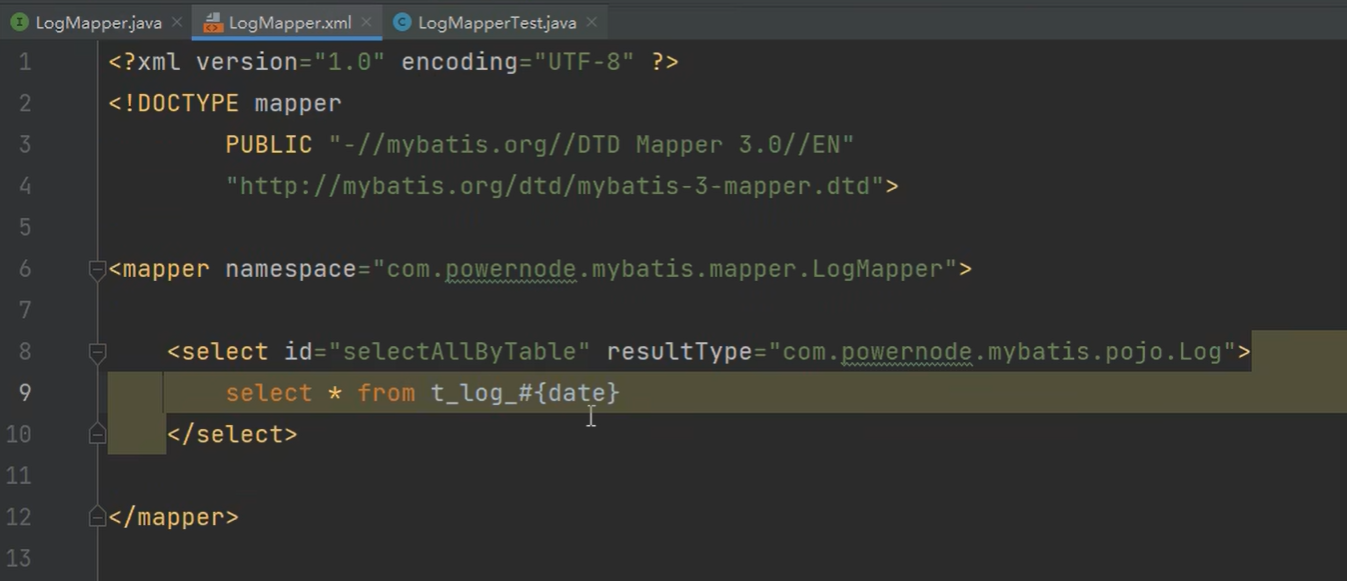 LogMapper.java LogMapper.xml LogMapperTest.java
1 <?xml version="1.0" encoding="UTF-8" ?>
2 <!DOCTYPE mapper
3 PUBLIC "-//mybatis.org//DTD Mapper 3.0//EN"
4 "http://mybatis.org/dtd/mybatis-3-mapper.dtd">
5
6 <mapper namespace="com.powernode.mybatis.mapper.LogMapper">
7
8 <select id="selectAllByTable" resultType="com.powernode.mybatis.pojo.Log">
9 select * from t_log_#{date}
10 </select>
11
12 </mapper>
13